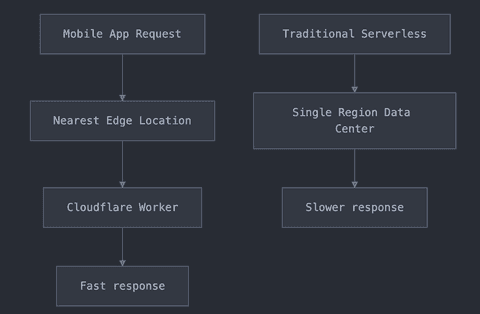 Mobile App Request
Traditional Serverless
Nearest Edge Location
Single Region Data
Center
Cloudflare Worker
Slower response
Fast response